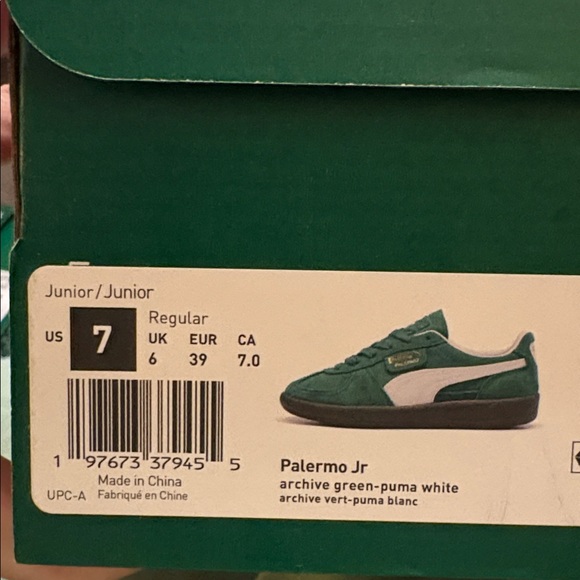 Junior/Junior
US 7
Regular
UK EUR CA
6 39 7.0
1 97673 37945 5
Made in China
UPC-A Fabriqué en Chine
Palermo Jr
archive green-puma white
archive vert-puma blanc